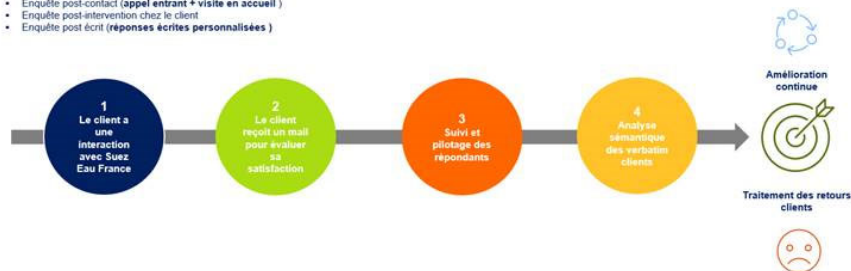 • Enquête post-contact (appel entrant + visite en accueil )
• Enquête post-intervention chez le client
• Enquête post écrit (réponses écrites personnalisées )
1
Le client a
une
interaction
avec Suez
Eau France
2
Le client
reçoit un mail
pour évaluer
sa
satisfaction
3
Suivi et
pilotage des
répondants
4
Analyse
sémantique
des verbatim
clients
Amélioration
continue
Traitement des retours
clients